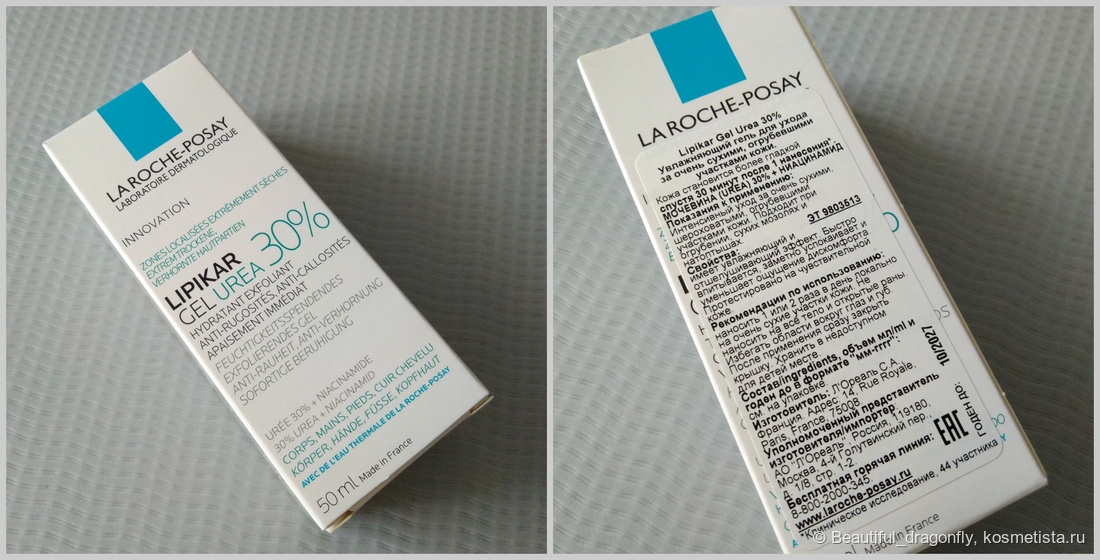 LA ROCHE-POSAY
LABORATOIRE DERMATOLOGIQUE
INNOVATION
ZONES LOCALISÉES EXTRÊMEMENT SÈCHES
EXTREM TROCKENE,
VERHORNTE HAUTPARTIEN
LIPIKAR
GEL UREA 30%
HYDRATANT EXFOLIANT
ANTI-RUGOSITÉS, ANTI-CALLOSITÉS
APAISEMENT IMMÉDIAT
FEUCHTIGKEITSSPENDENDES
EXFOLIERENDES GEL
ANTI-RAUHEIT, ANTI-VERHORNUNG
SOFORTIGE BERUHIGUNG
URÉE 30% + NIACINAMIDE
30% UREA + NIACINAMID
CORPS, MAINS, PIEDS, CUIR CHEVELU
KÖRPER, HÄNDE, FÜSSE, KOPFHAUT
AVEC DE L'EAU THERMALE DE LA ROCHE-POSAY
50 ml Made in France
LA ROCHE-POSAY
Lipikar Gel Urea 30%
Увлажняющий гель для ухода
за очень сухими, огрубевшими
участками кожи.
Кожа становится более гладкой
спустя 30 минут после 1 нанесения*
МОЧЕВИНА (UREA) 30% + НИАЦИНАМИД
Показания к применению:
Интенсивный уход за очень сухими,
шероховатыми, огрубевшими
участками кожи. Подходит при
огрубении, сухих мозолях и
натоптышах.
ЭТ 9803513
Свойства:
имеет увлажняющий и
отшелушивающий эффект. Быстро
впитывается, заметно успокаивает и
уменьшает ощущение дискомфорта.
Протестировано на чувствительной
коже.
Рекомендации по использованию:
наносить 1 или 2 раза в день локально
на очень сухие участки кожи. Не
наносить на всё тело и открытые раны.
Избегать области вокруг глаз и губ.
После применения сразу закрыть
крышку. Хранить в недоступном
для детей месте.
Состав/ingredients, объем мл/ml и
годен до в формате "мм-гггг":
см. на упаковке.
Изготовитель: Л'Ореаль С.А.,
Франция. Адрес: 14, Rue Royale,
Paris, France 75008
Уполномоченный представитель
изготовителя/импортер:
АО "Л'Ореаль", Россия, 119180,
Москва, 4-й Голутвинский пер.,
д. 1/8, стр. 1-2
Бесплатная горячая линия:
8-800-2000-345
www.laroche-posay.ru
*Клиническое исследование, 44 участника
EAC
ГОДЕН ДО:
10/2027
Made in France
© Beautiful_dragonfly, kosmetista.ru